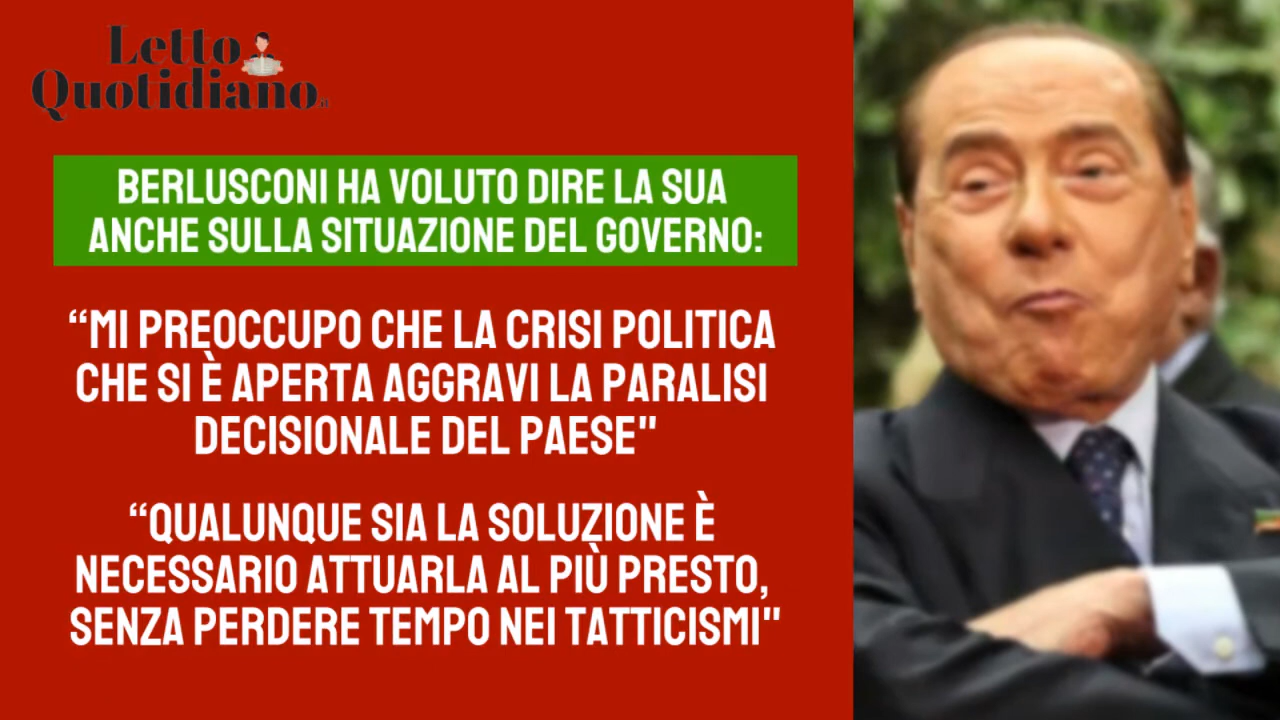 Letto
Quotidiano.it
BERLUSCONI HA VOLUTO DIRE LA SUA
ANCHE SULLA SITUAZIONE DEL GOVERNO:
“MI PREOCCUPO CHE LA CRISI POLITICA
CHE SI È APERTA AGGRAVI LA PARALISI
DECISIONALE DEL PAESE"
“QUALUNQUE SIA LA SOLUZIONE È
NECESSARIO ATTUARLA AL PIÙ PRESTO,
SENZA PERDERE TEMPO NEI TATTICISMI"